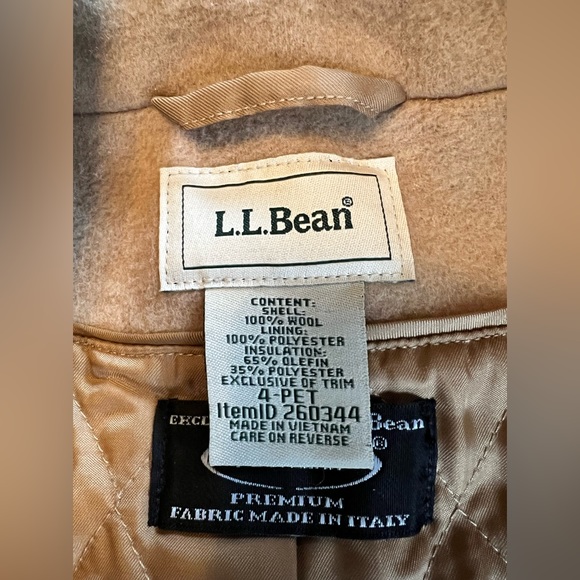 L.L.Bean®
CONTENT:
SHELL:
100% WOOL
LINING:
100% POLYESTER
INSULATION:
65% OLEFIN
35% POLYESTER
EXCLUSIVE OF TRIM
4-PET
ItemID 260344
MADE IN VIETNAM
CARE ON REVERSE
Bean
®
PREMIUM
FABRIC MADE IN ITALY